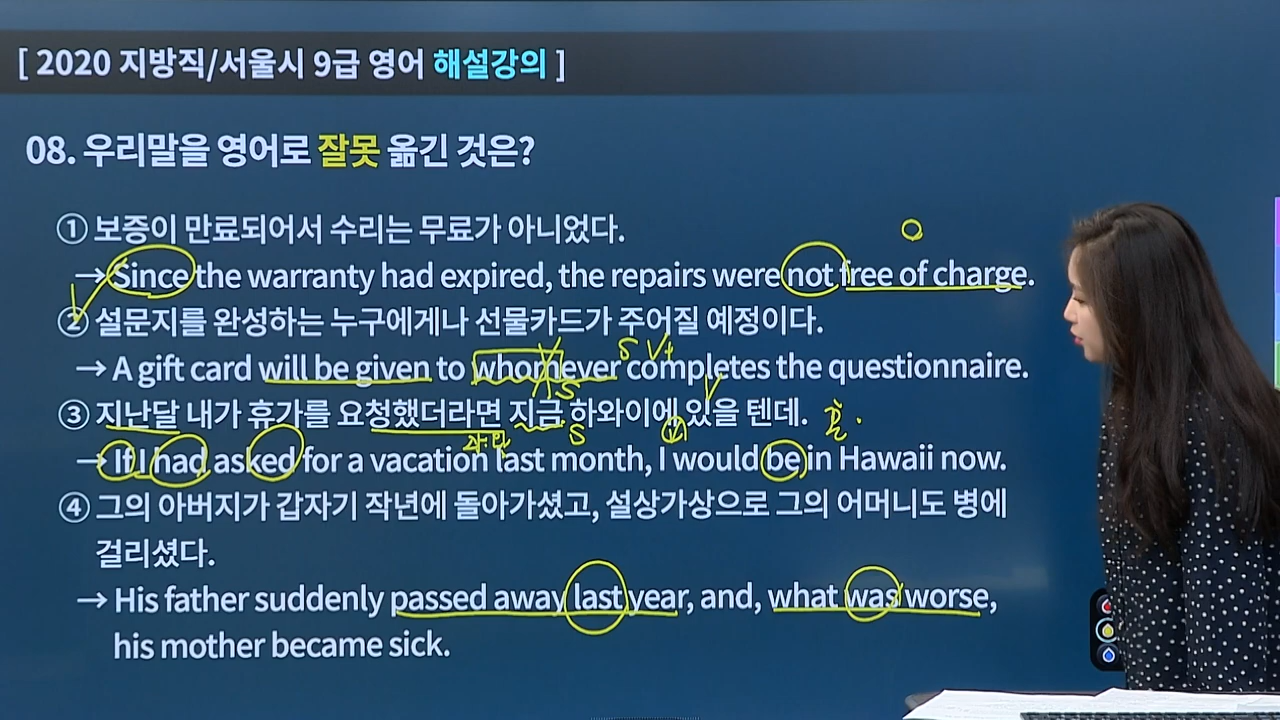 [ 2020 지방직/서울시 9급 영어 해설강의 ]
08. 우리말을 영어로 잘못 옮긴 것은?
① 보증이 만료되어서 수리는 무료가 아니었다.
→ Since the warranty had expired, the repairs were not free of charge.
② 설문지를 완성하는 누구에게나 선물카드가 주어질 예정이다.
→ A gift card will be given to whomever completes the questionnaire.
③ 지난달 내가 휴가를 요청했더라면 지금 하와이에 있을 텐데.
→ If I had asked for a vacation last month, I would be in Hawaii now.
④ 그의 아버지가 갑자기 작년에 돌아가셨고, 설상가상으로 그의 어머니도 병에
걸리셨다.
→ His father suddenly passed away last year, and, what was worse,
his mother became sick.